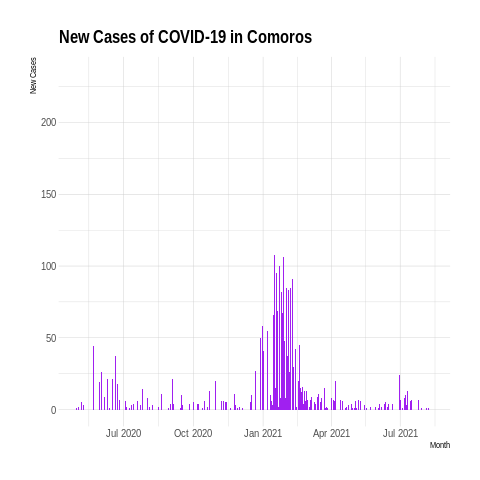 New Cases of COVID-19 in Comoros
New Cases
200
150
100
50
0
Jul 2020 Oct 2020 Jan 2021 Apr 2021 Jul 2021
Month